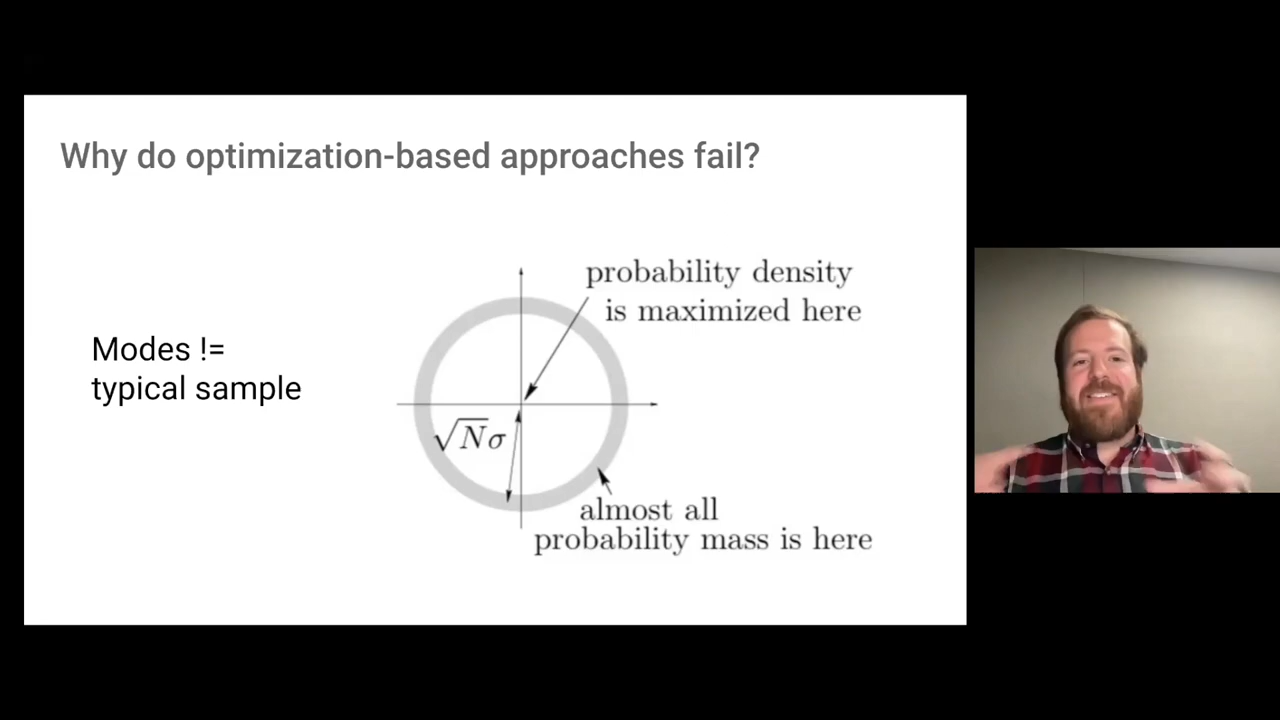 Why do optimization-based approaches fail?
probability density
is maximized here
Modes !=
typical sample
√Nσ
almost all
probability mass is here